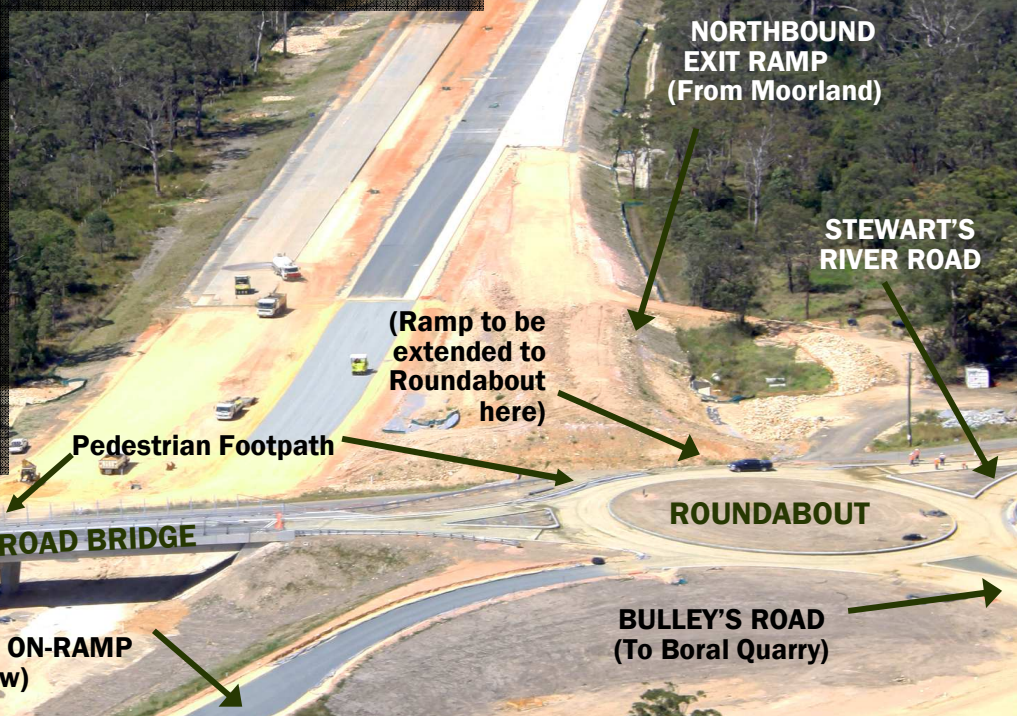 NORTHBOUND
EXIT RAMP
(From Moorland)
STEWART'S
RIVER ROAD
(Ramp to be
extended to
Roundabout
here)
Pedestrian Footpath
ROUNDABOUT
ROAD BRIDGE
BULLEY'S ROAD
(To Boral Quarry)
ON-RAMP
w)